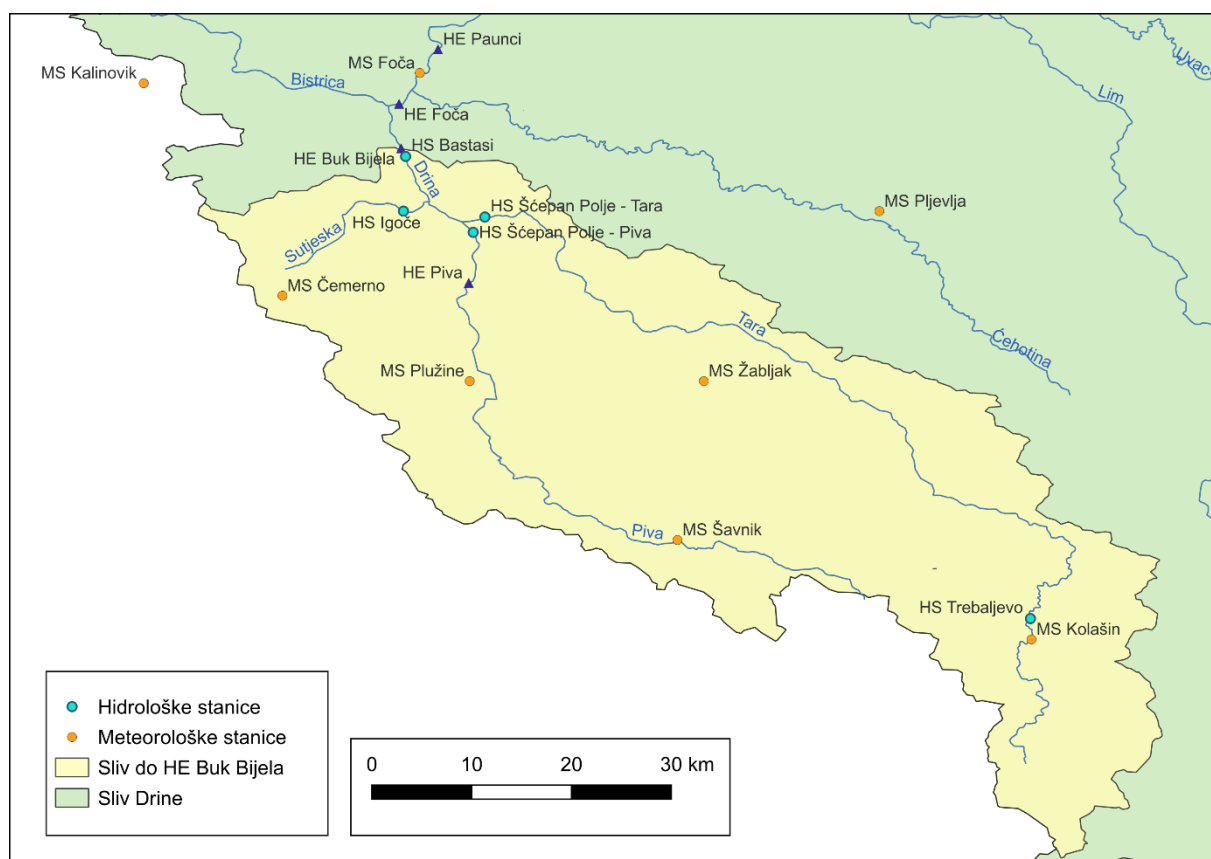 HE Paunci
MS Foča
MS Kalinovik
Bistrica
Uvac
Lim
HE Foča
HS Bastasi
HE Buk Bijela
Drina
HS Šćepan Polje - Tara
MS Pljevlja
HS Igoče
HS Šćepan Polje - Piva
Sutjeska
HE Piva
MS Čemerno
Tara
Ćehotina
MS Plužine
MS Žabljak
Piva
MS Šavnik
HS Trebaljevo
MS Kolašin
Hidrološke stanice
Meteorološke stanice
Sliv do HE Buk Bijela
Sliv Drine
0 10 20 30 km